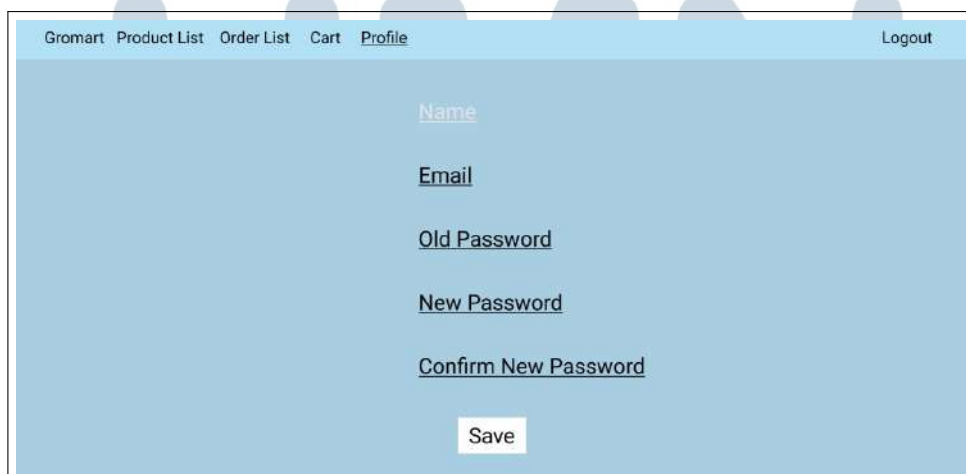 Gromart Product List Order List Cart Profile Logout
Name
Email
Old Password
New Password
Confirm New Password
Save